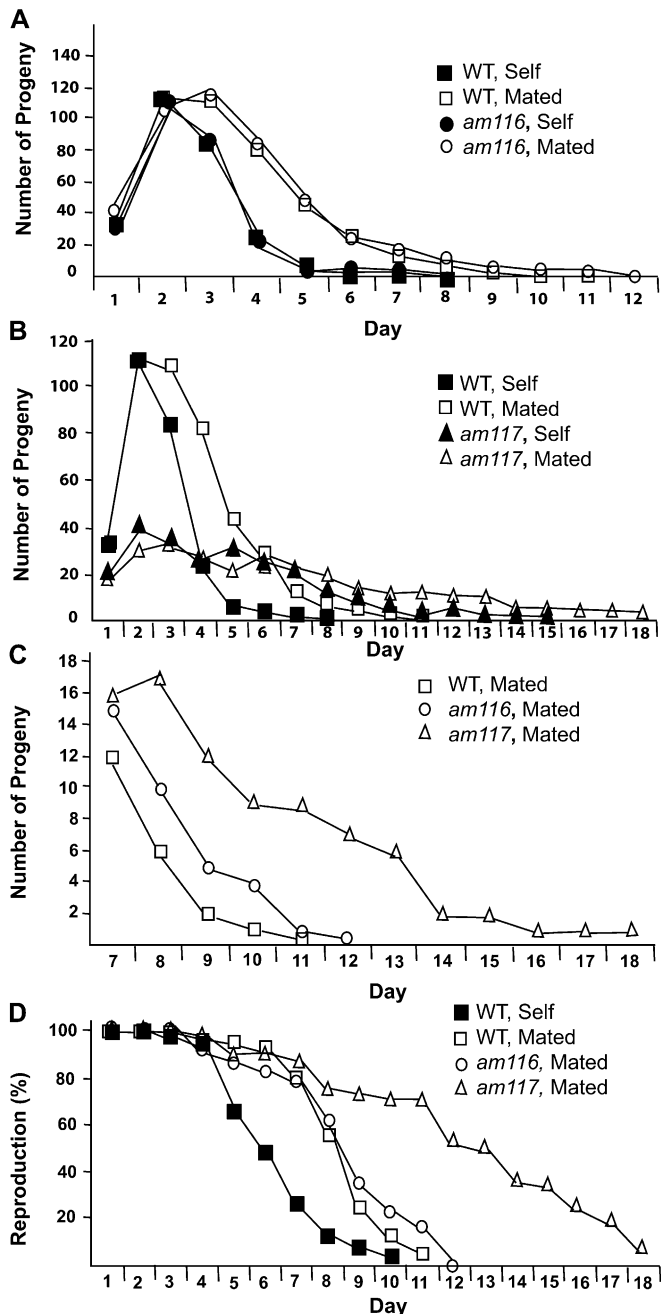 A
Number of Progeny
140
120
100
80
60
40
20
0
WT, Self
WT, Mated
am116, Self
am116, Mated
1 2 3 4 5 6 7 8 9 10 11 12
Day
B
Number of Progeny
120
100
80
60
40
20
0
WT, Self
WT, Mated
am117, Self
am117, Mated
1 2 3 4 5 6 7 8 9 10 11 12 13 14 15 16 17 18
Day
C
Number of Progeny
18
16
14
12
10
8
6
4
2
WT, Mated
am116, Mated
am117, Mated
7 8 9 10 11 12 13 14 15 16 17 18
Day
D
Reproduction (%)
100
80
60
40
20
WT, Self
WT, Mated
am116, Mated
am117, Mated
1 2 3 4 5 6 7 8 9 10 11 12 13 14 15 16 17 18
Day